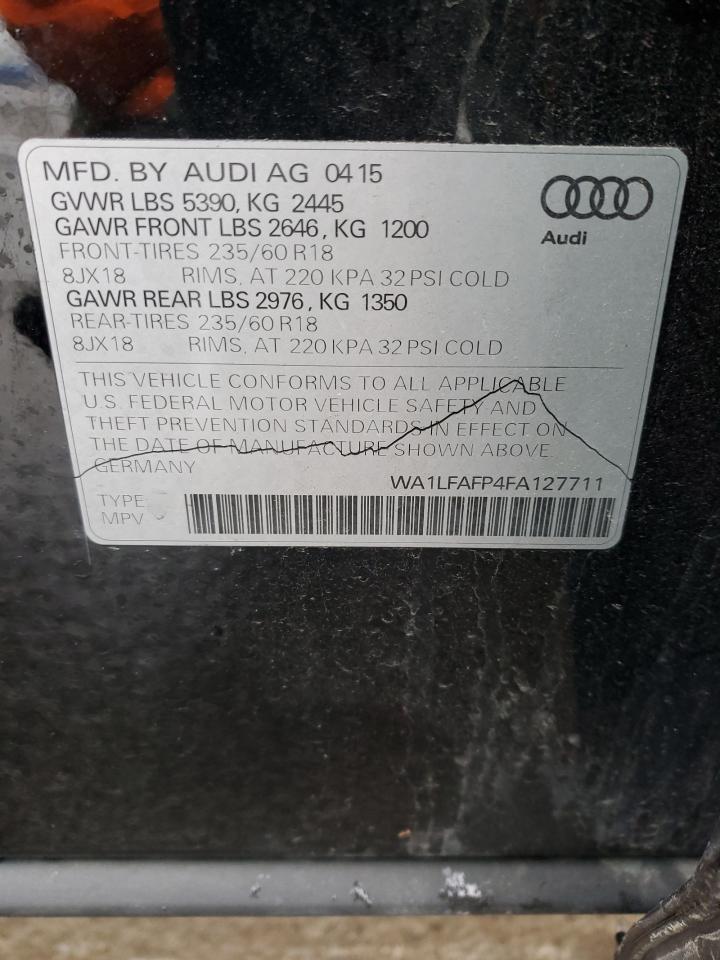 MFD. BY AUDI AG 04 15
GVWR LBS 5390, KG 2445
GAWR FRONT LBS 2646, KG 1200
FRONT-TIRES 235/60 R18
8JX18 RIMS, AT 220 KPA 32 PSI COLD
GAWR REAR LBS 2976, KG 1350
REAR-TIRES 235/60 R18
8JX18 RIMS, AT 220 KPA 32 PSI COLD
Audi
THIS VEHICLE CONFORMS TO ALL APPLICABLE
U.S. FEDERAL MOTOR VEHICLE SAFETY AND
THEFT PREVENTION STANDARDS IN EFFECT ON
THE DATE OF MANUFACTURE SHOWN ABOVE.
GERMANY
WA1LFAFP4FA127711
TYPE
MPV